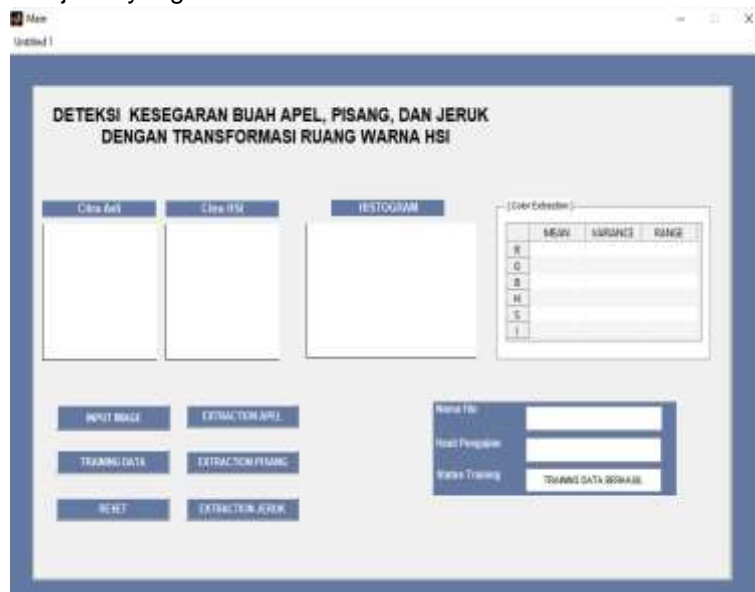 Main
Untitled 1
DETEKSI KESEGARAN BUAH APEL, PISANG, DAN JERUK
DENGAN TRANSFORMASI RUANG WARNA HSI
Citra Asli
Citra HSI
HISTOGRAM
[Color Extraction]
MEAN VARIANCE RANGE
R
G
B
H
S
I
INPUT IMAGE
EXTRACTION APEL
TRAINING DATA
EXTRACTION PISANG
RESET
EXTRACTION JERUK
Nama File
Hasil Pengujian
Status Training
TRAINING DATA BERHASIL